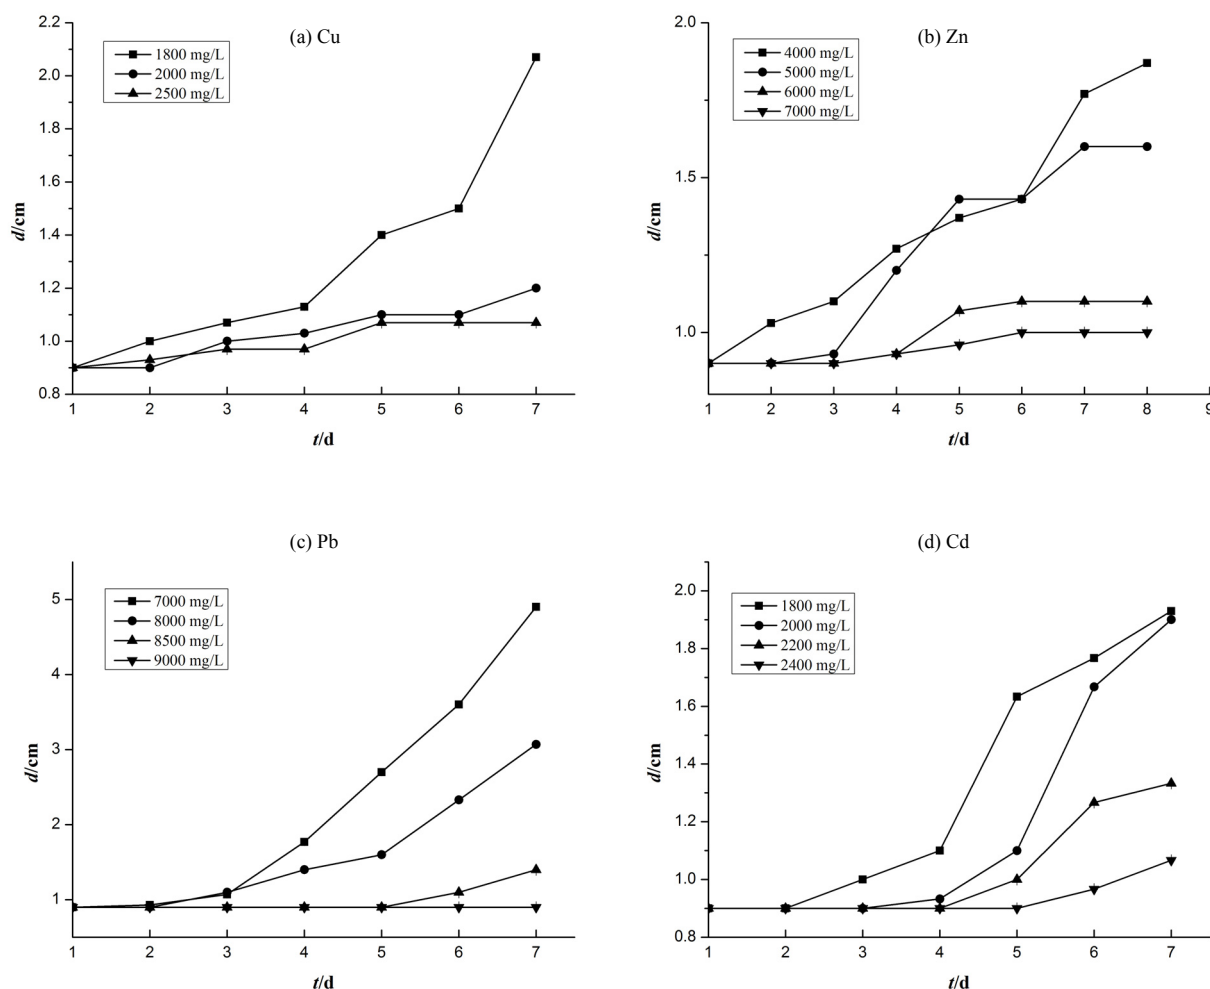 (a) Cu
1800 mg/L
2000 mg/L
2500 mg/L
2.2
2.0
1.8
1.6
1.4
1.2
1.0
0.8
d/cm
1 2 3 4 5 6 7
t/d
(b) Zn
4000 mg/L
5000 mg/L
6000 mg/L
7000 mg/L
2.0
1.5
1.0
d/cm
1 2 3 4 5 6 7 8 9
t/d
(c) Pb
7000 mg/L
8000 mg/L
8500 mg/L
9000 mg/L
5
4
3
2
1
d/cm
1 2 3 4 5 6 7
t/d
(d) Cd
1800 mg/L
2000 mg/L
2200 mg/L
2400 mg/L
2.0
1.8
1.6
1.4
1.2
1.0
0.8
d/cm
1 2 3 4 5 6 7
t/d